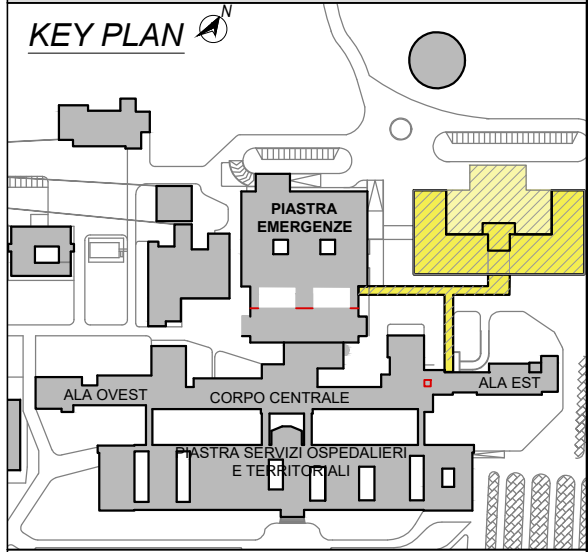 KEY PLAN
N
PIASTRA
EMERGENZE
ALA OVEST
CORPO CENTRALE
ALA EST
PIASTRA SERVIZI OSPEDALIERI
E TERRITORIALI